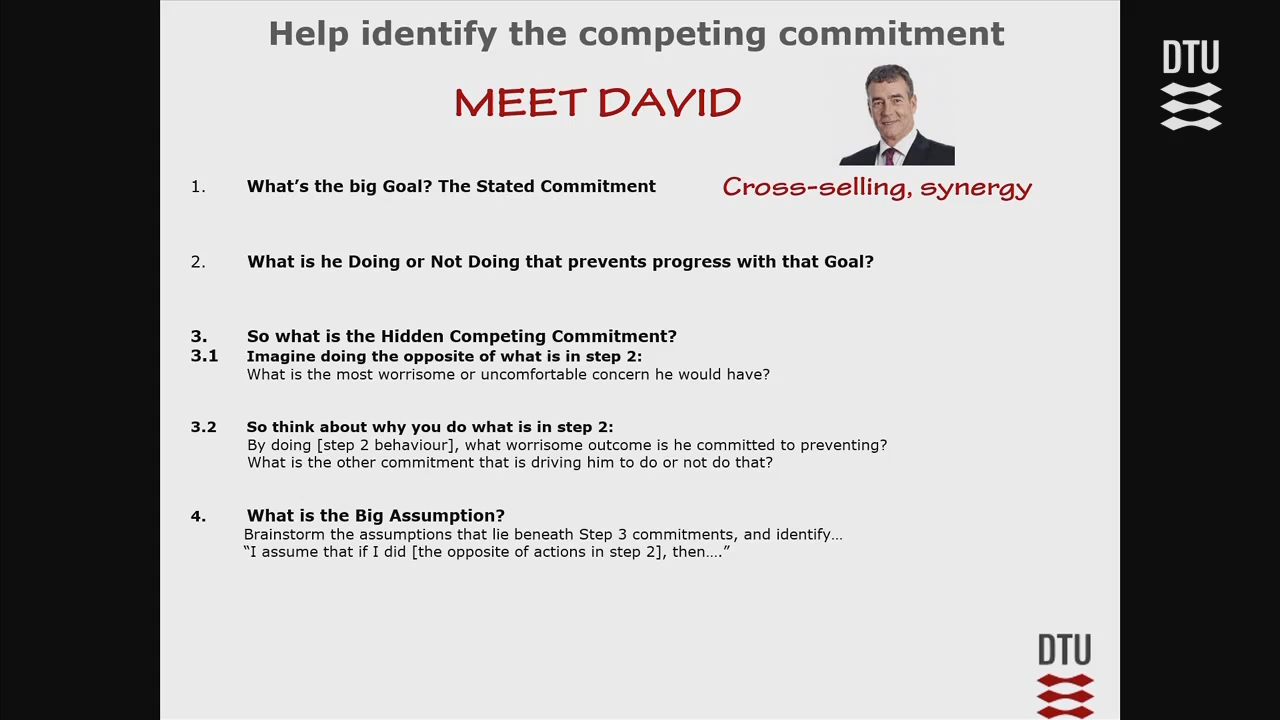 Help identify the competing commitment
DTU
MEET DAVID
1. What’s the big Goal? The Stated Commitment Cross-selling, synergy
2. What is he Doing or Not Doing that prevents progress with that Goal?
3. So what is the Hidden Competing Commitment?
3.1 Imagine doing the opposite of what is in step 2:
What is the most worrisome or uncomfortable concern he would have?
3.2 So think about why you do what is in step 2:
By doing [step 2 behaviour], what worrisome outcome is he committed to preventing?
What is the other commitment that is driving him to do or not do that?
4. What is the Big Assumption?
Brainstorm the assumptions that lie beneath Step 3 commitments, and identify…
“I assume that if I did [the opposite of actions in step 2], then….”
DTU